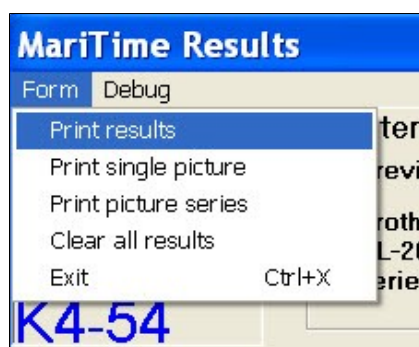 MariTime Results
Form Debug
Print results
Print single picture
Print picture series
Clear all results
Exit Ctrl+X
K4-54